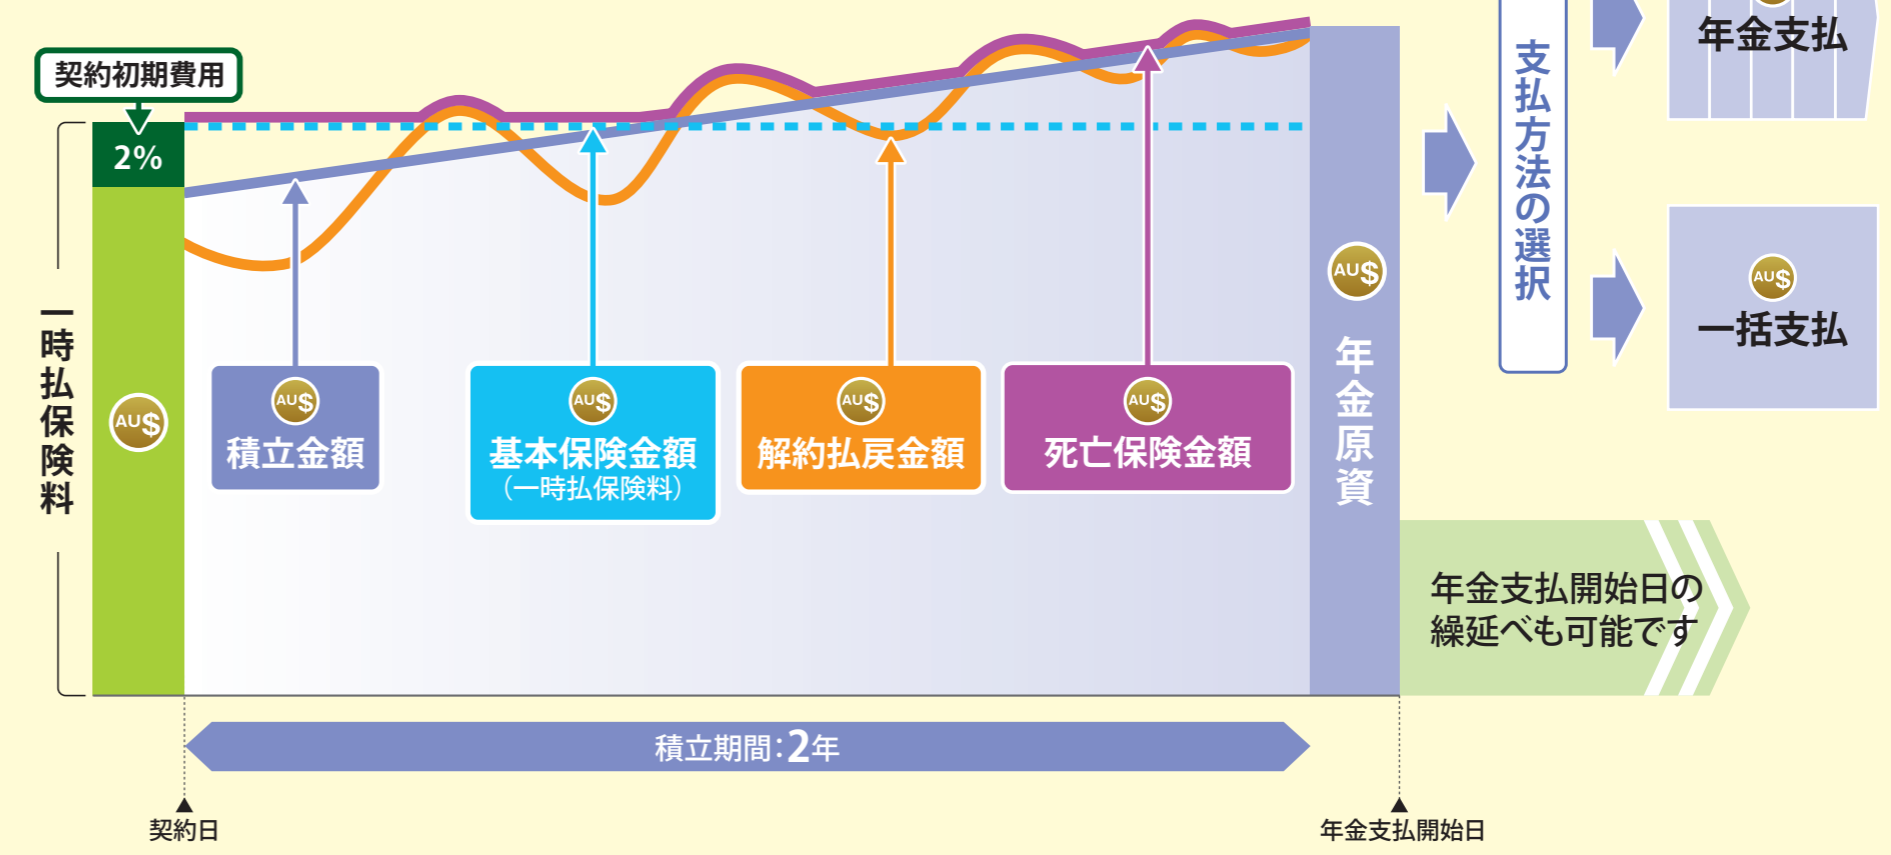 契約初期費用
2%
一時払保険料
AU$
AU$
積立金額
AU$
基本保険金額
（一時払保険料）
AU$
解約払戻金額
AU$
死亡保険金額
AU$
年金原資
支払方法の選択
年金支払
AU$
一括支払
年金支払開始日の
繰延べも可能です
積立期間：2年
契約日
年金支払開始日